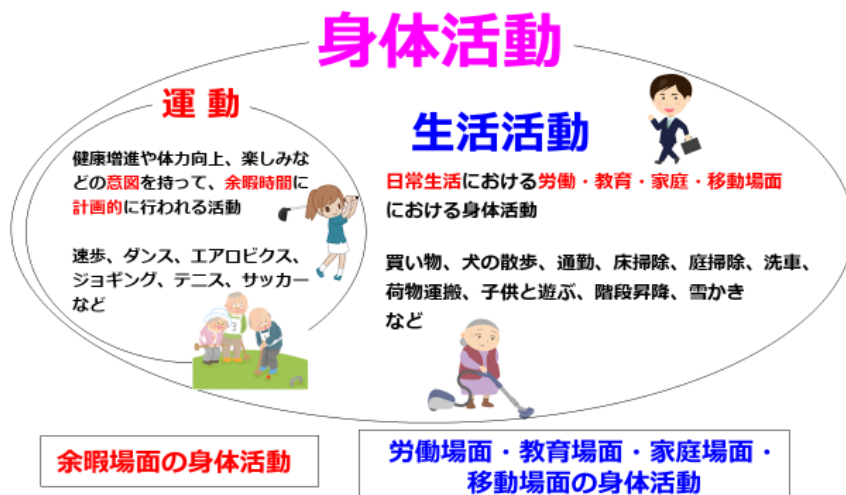 身体活動
運 動
健康増進や体力向上、楽しみな
どの意図を持って、余暇時間に
計画的に行われる活動
速歩、ダンス、エアロビクス、
ジョギング、テニス、サッカー
など
生活活動
日常生活における労働・教育・家庭・移動場面
における身体活動
買い物、犬の散歩、通勤、床掃除、庭掃除、洗車、
荷物運搬、子供と遊ぶ、階段昇降、雪かき
など
3
余暇場面の身体活動
労働場面・教育場面・家庭場面・
移動場面の身体活動